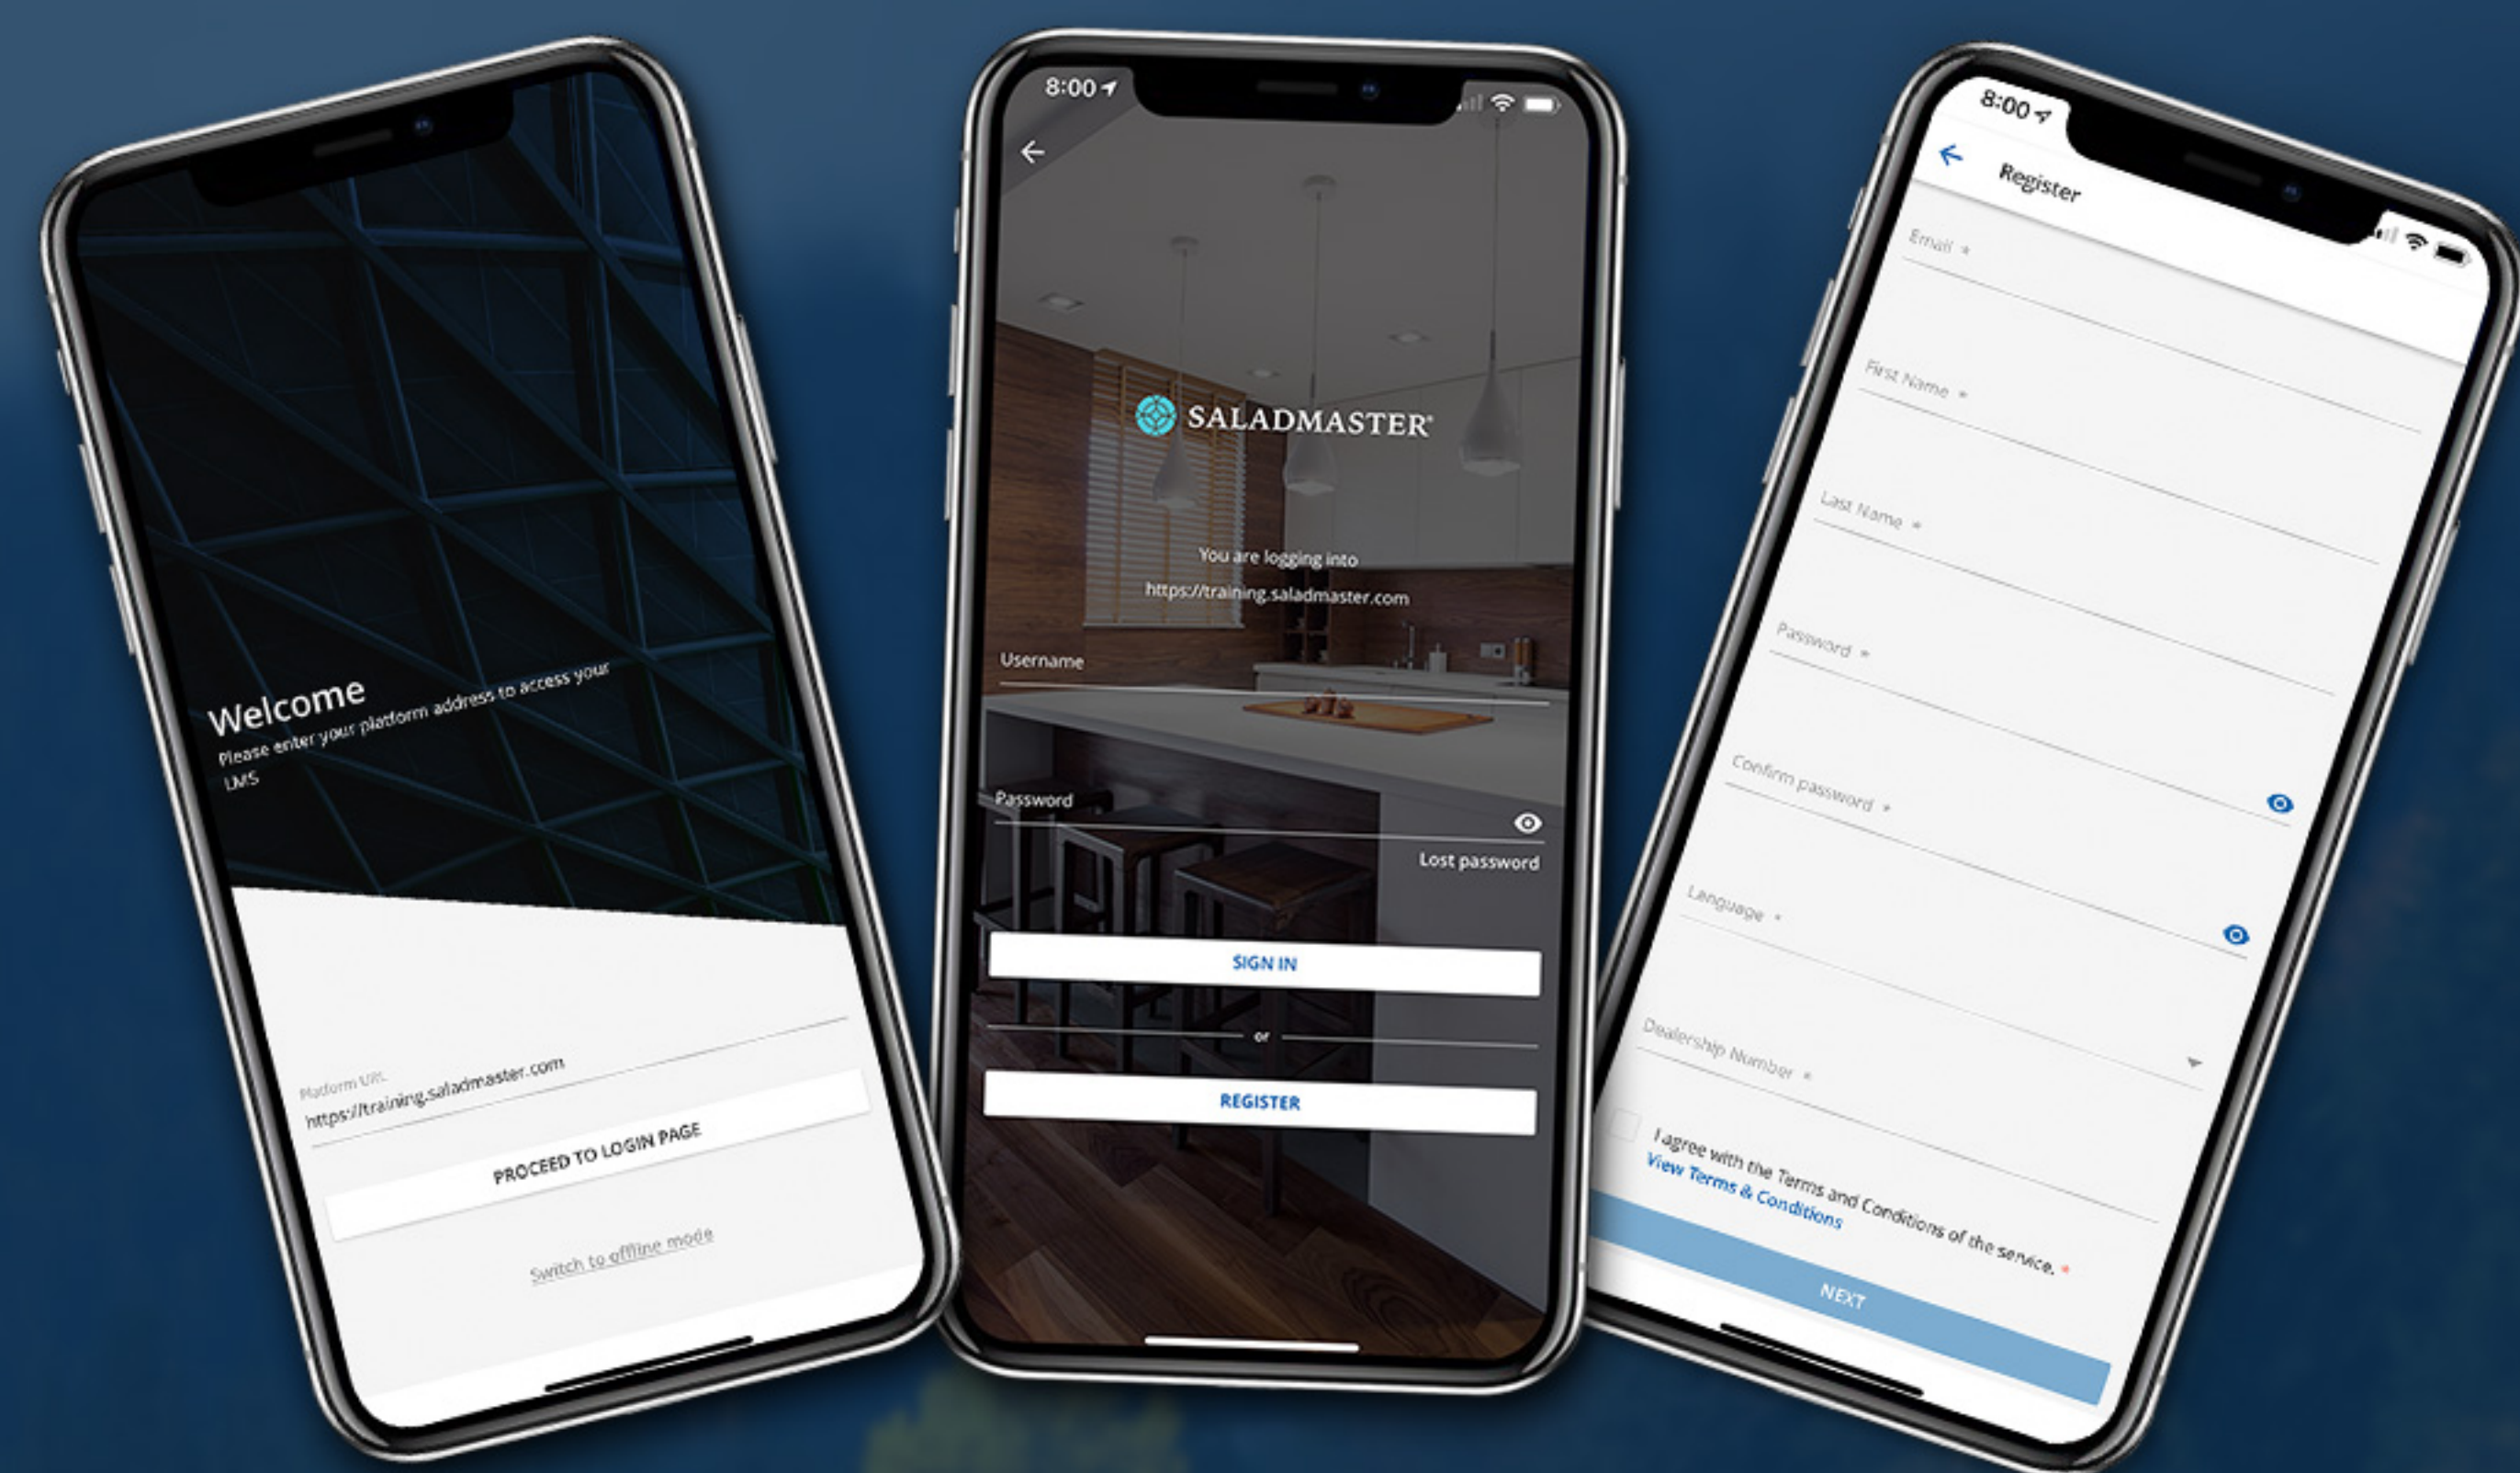 Welcome
Please enter your platform address to access your
LMS
Platform URL
https://training.saladmaster.com
PROCEED TO LOGIN PAGE
Switch to offline mode
8:00
SALADMASTER®
You are logging into
https://training.saladmaster.com
Username
Password
Lost password
SIGN IN
or
REGISTER
8:00
Register
Email *
First Name *
Last Name *
Password *
Confirm password *
Language *
Dealership Number *
I agree with the Terms and Conditions of the service. *
View Terms & Conditions
NEXT